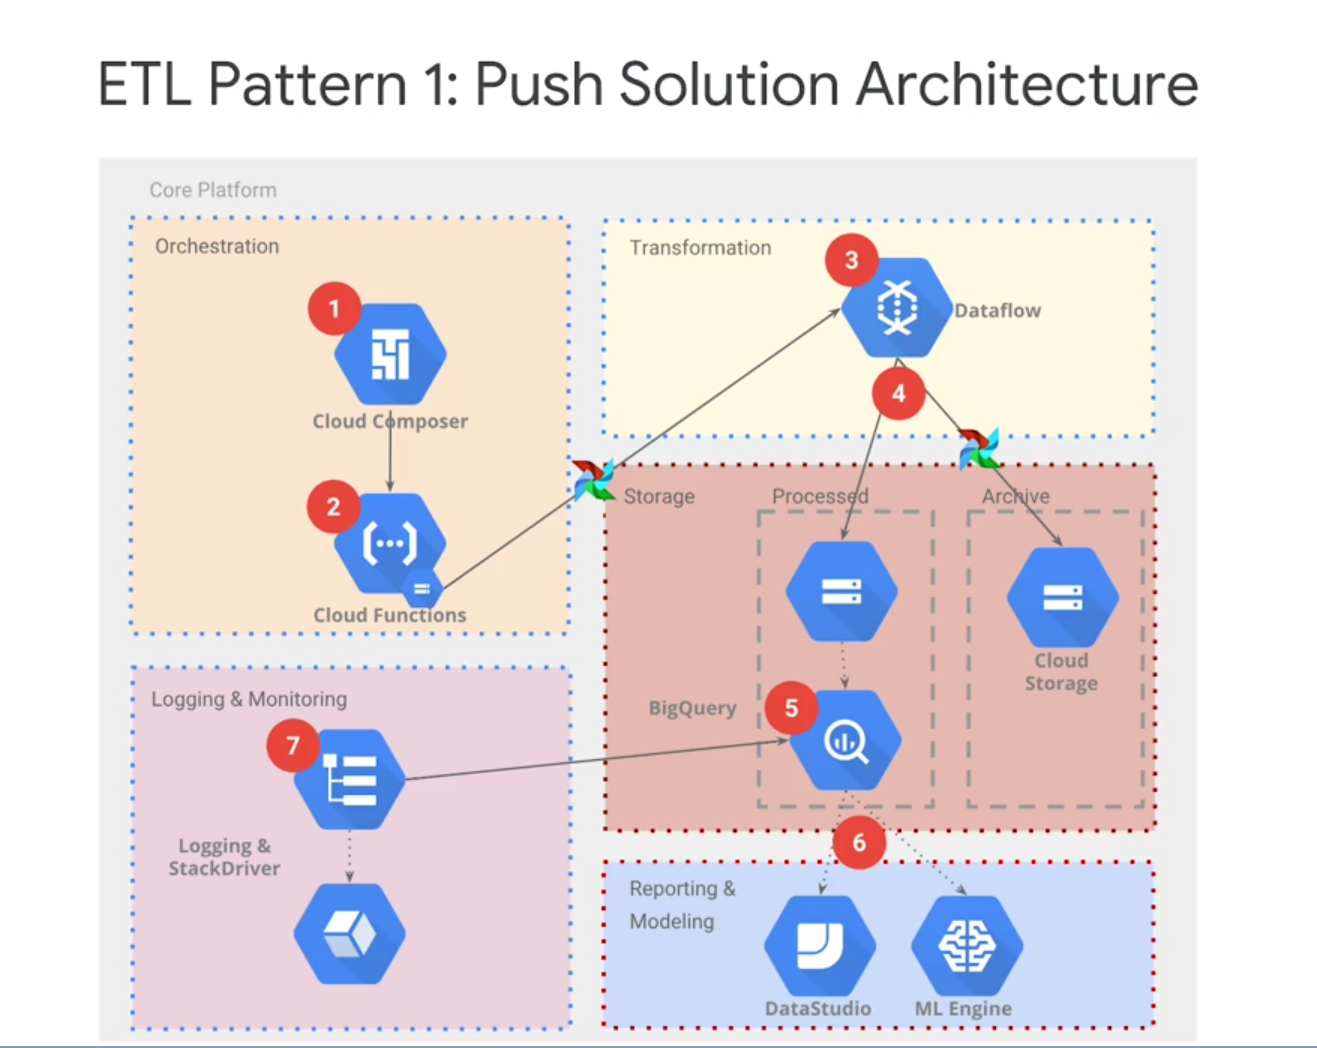 ETL Pattern 1: Push Solution Architecture
Core Platform
Orchestration
1
Cloud Composer
2
Cloud Functions
Transformation
3
Dataflow
4
Storage
Processed
Archive
Cloud
Storage
BigQuery
5
Logging & Monitoring
7
Logging &
StackDriver
6
Reporting &
Modeling
DataStudio
ML Engine